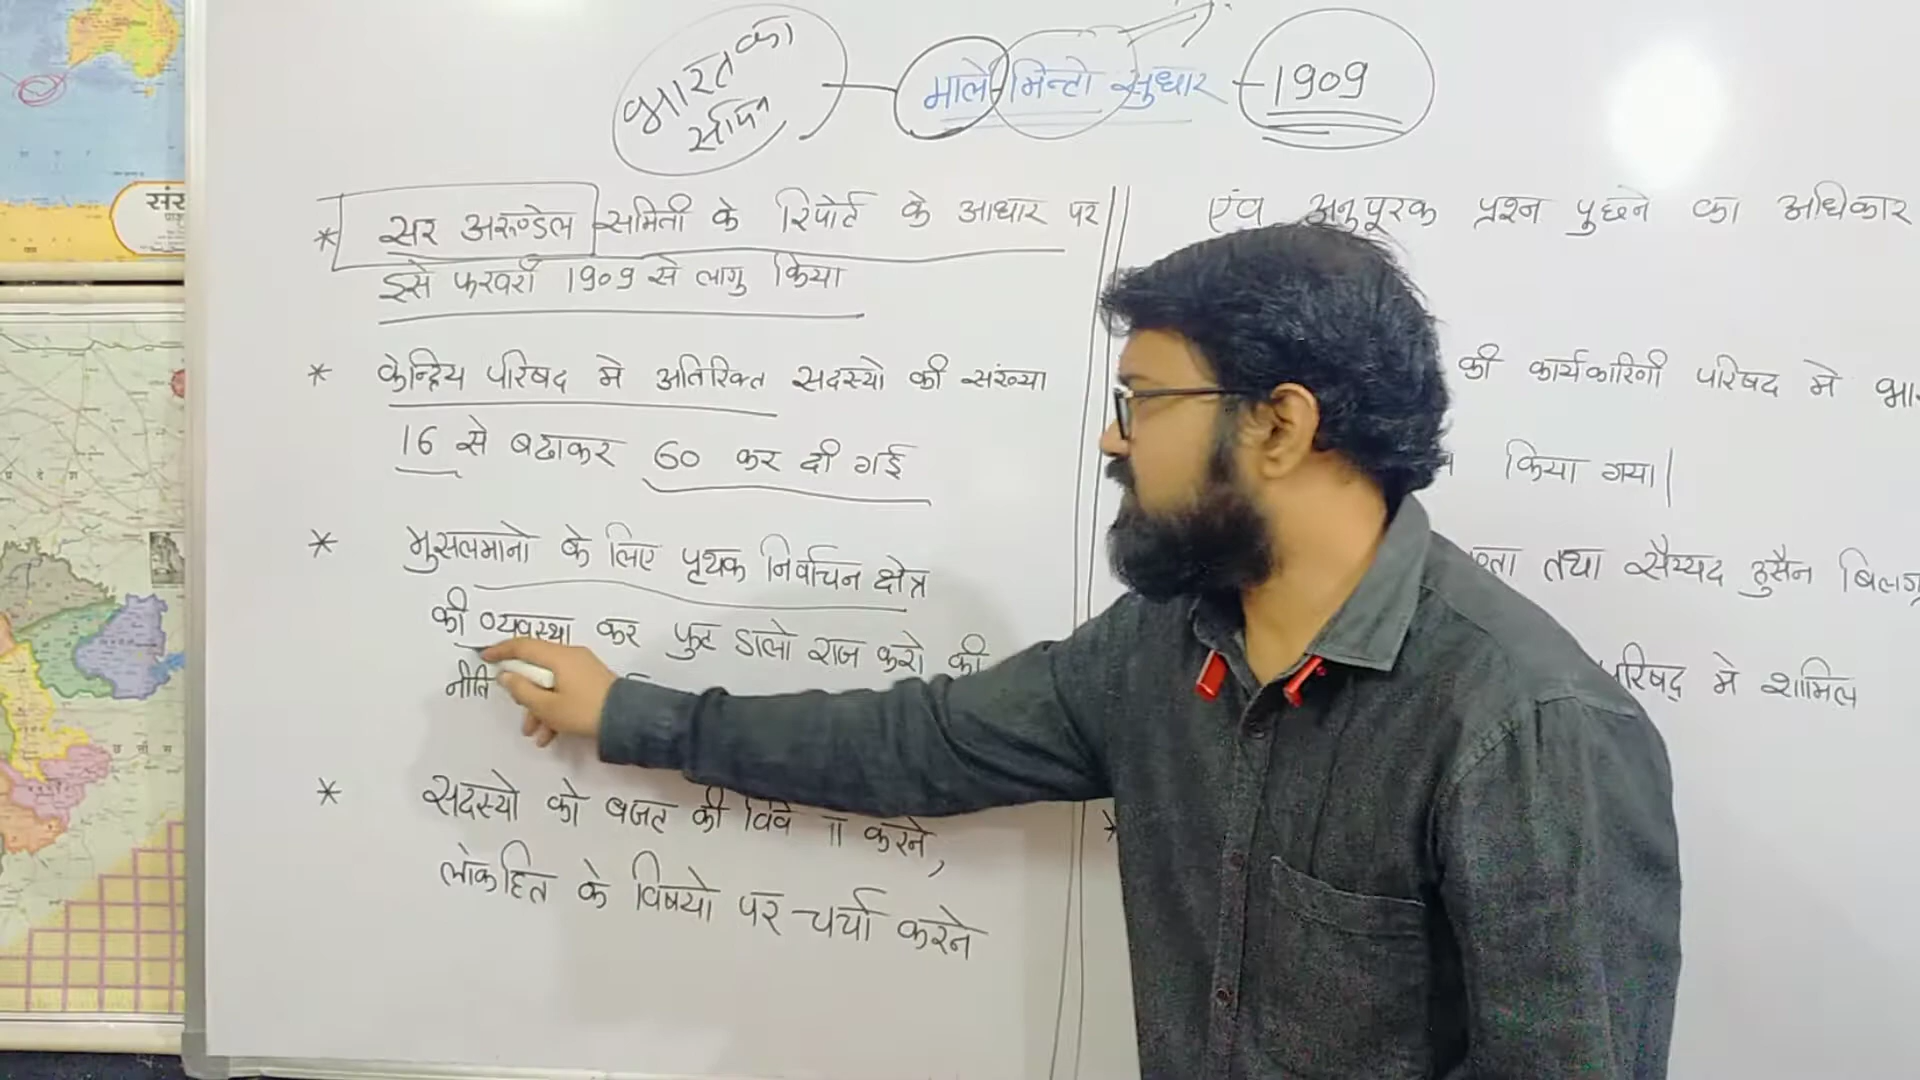 भारत का
मार्ले मिन्टो सुधार - 1909
* सर अरुण्डेल समिती के रिपोर्ट के आधार पर
इसे फरवरी 1909 से लागु किया
* केन्द्रिय परिषद मे अतिरिक्त सदस्यो की संख्या
16 से बढाकर 60 कर दी गई
* मुसलमानो के लिए पृथक निर्वाचन क्षेत्र
की व्यवस्था कर फुट डालो राज करो की
नीति
* सदस्यो को बजट की करने,
लोकहित के विषयो पर चर्चा करने
एंव अनुपूरक प्रश्न पुछने का अधिकार
की कार्यकारिणी परिषद मे
किया गया|
तथा सैय्यद हुसैन
मे शामिल
*
संस